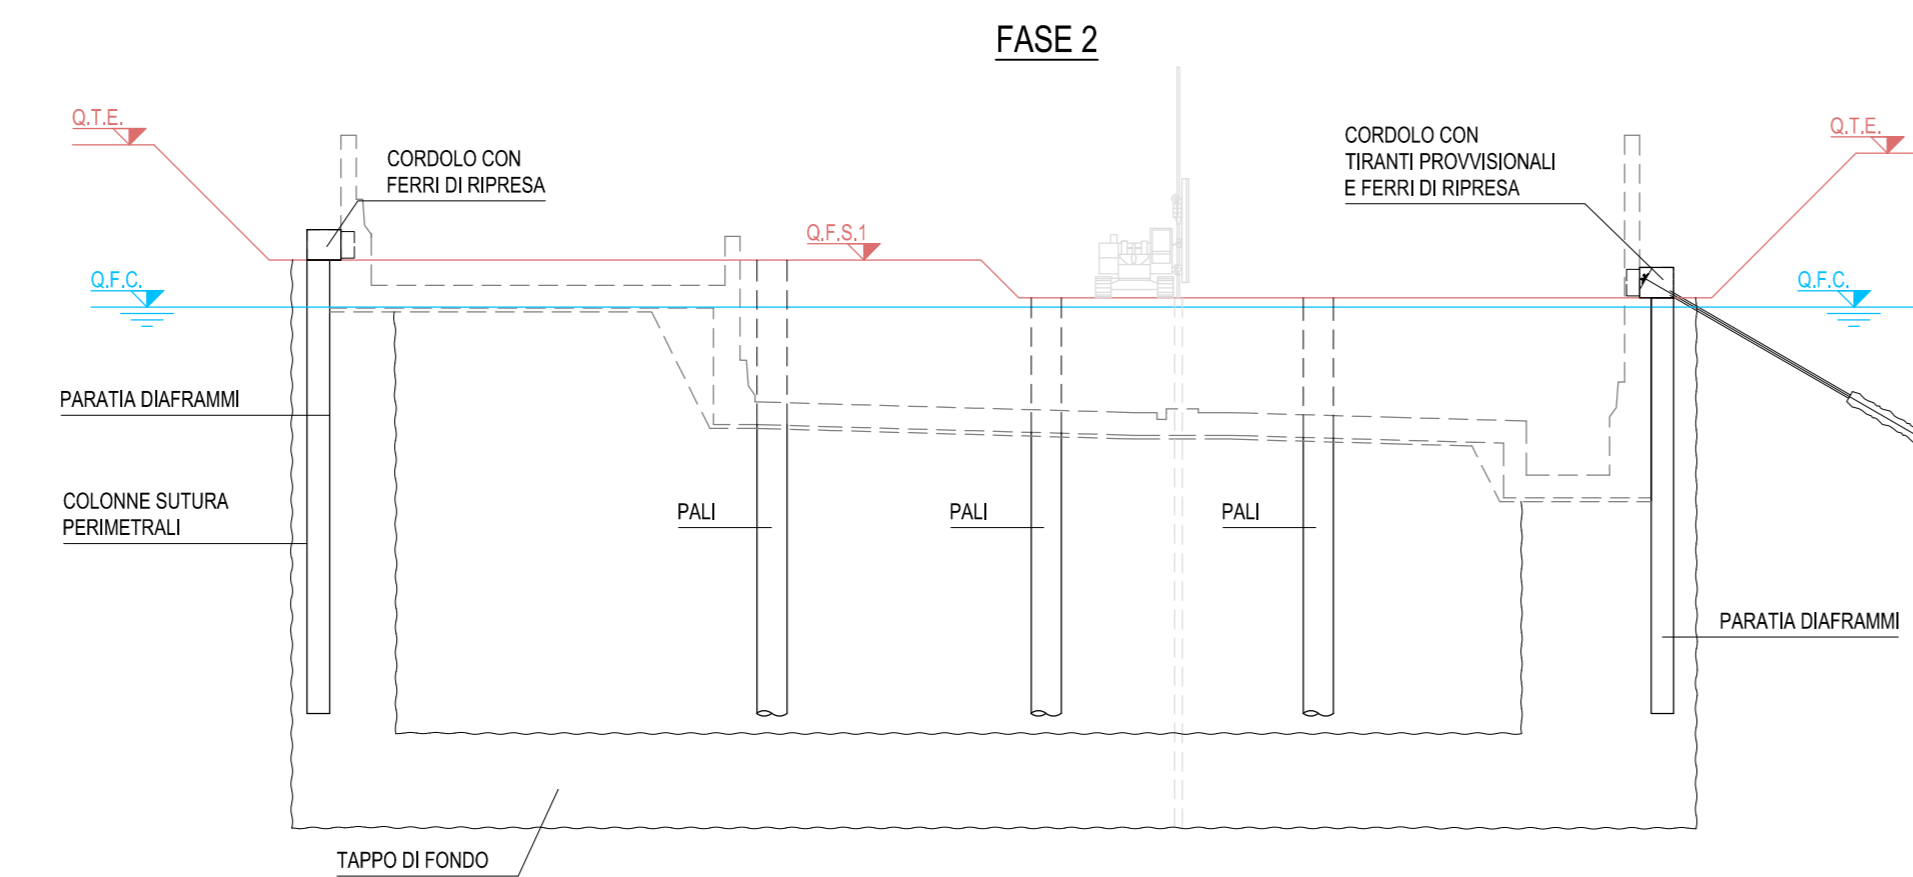 FASE 2
Q.T.E.
CORDOLO CON
FERRI DI RIPRESA
CORDOLO CON
TIRANTI PROVVISIONALI
E FERRI DI RIPRESA
Q.T.E.
Q.F.S.1
Q.F.C.
Q.F.C.
PARATIA DIAFRAMMI
COLONNE SUTURA
PERIMETRALI
PALI
PALI
PALI
PARATIA DIAFRAMMI
TAPPO DI FONDO